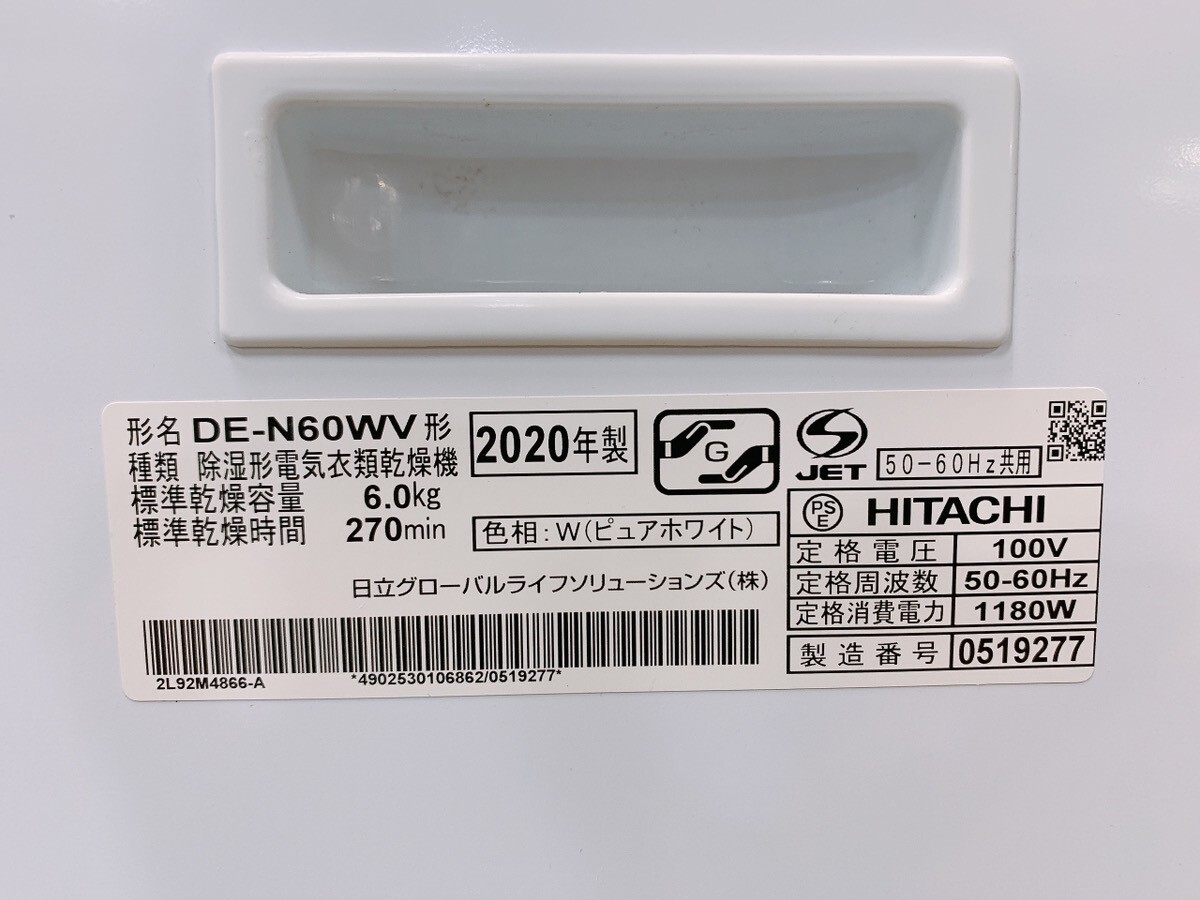 形名 DE-N60WV 形
種類 除湿形電気衣類乾燥機
標準乾燥容量 6.0kg
標準乾燥時間 270min
2020年製
G
色相:W(ピュアホワイト)
日立グローバルライフソリューションズ(株)
2L92M4866-A
*4902530106862/0519277*
S JET
50-60Hz共用
PSE HITACHI
定格電圧 100V
定格周波数 50-60Hz
定格消費電力 1180W
製造番号 0519277